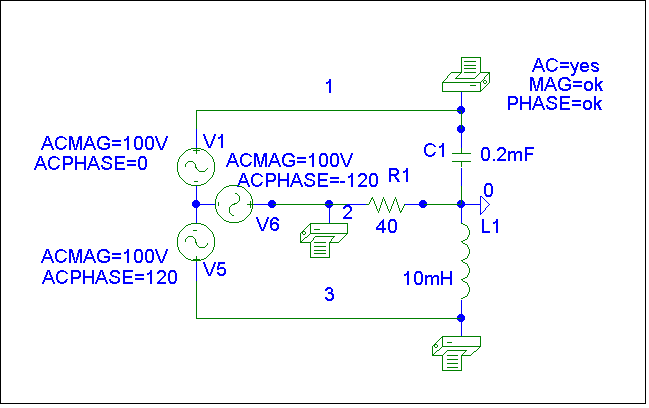 1
AC=yes
MAG=ok
PHASE=ok
ACMAG=100V
V1
ACPHASE=0
C1
0.2mF
ACMAG=100V
ACPHASE=-120
R1
0
2
V6
40
L1
ACMAG=100V
V5
ACPHASE=120
10mH
3